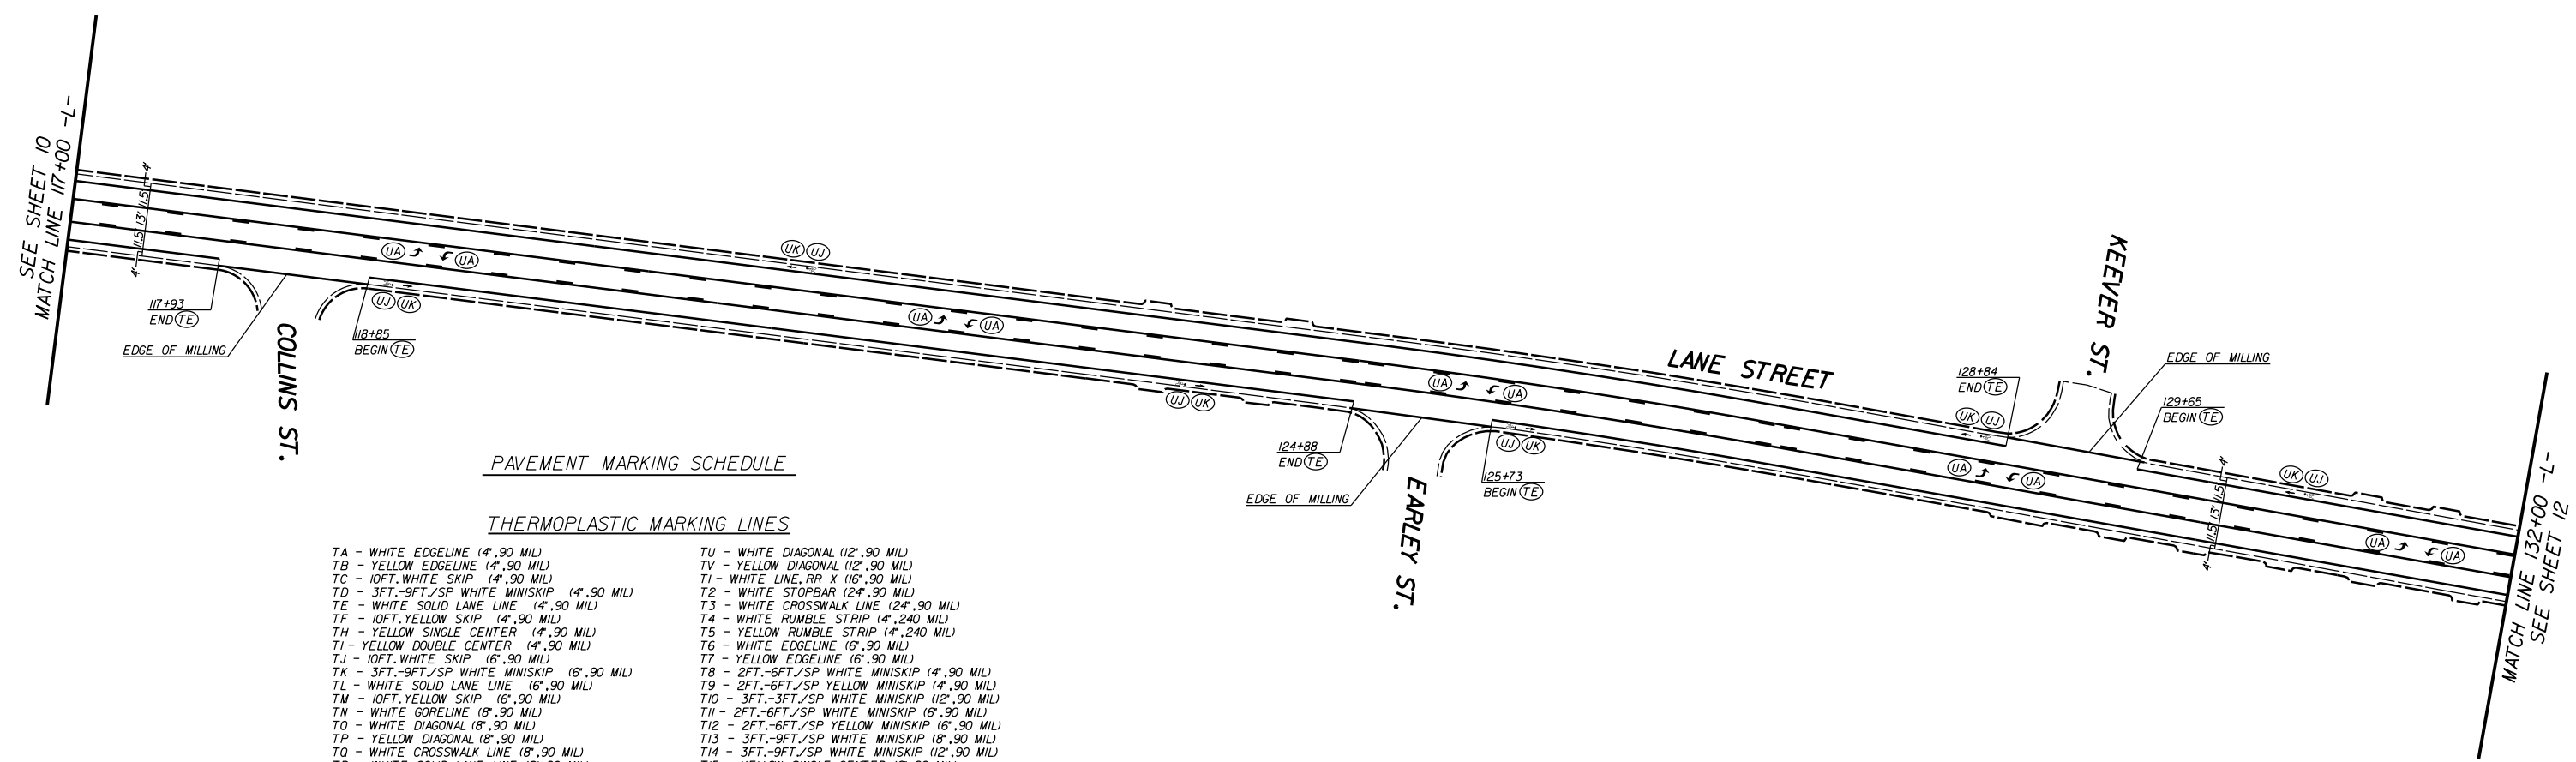 SEE SHEET 10
MATCH LINE 117+00 -L-
4'
11.5'
13'
11.5'
4'
117+93
END TE
EDGE OF MILLING
COLLINS ST.
118+85
BEGIN TE
UJ UK
UA UA
UK UJ
UA UA
UJ UK
124+88
END TE
EDGE OF MILLING
EARLEY ST.
125+73
BEGIN TE
UJ UK
UA UA
LANE STREET
128+84
END TE
UK UJ
UA UA
KEEVER ST.
EDGE OF MILLING
129+65
BEGIN TE
4'
11.5'
13'
11.5'
4'
UK UJ
UA UA
MATCH LINE 132+00 -L-
SEE SHEET 12
PAVEMENT MARKING SCHEDULE
THERMOPLASTIC MARKING LINES
TA - WHITE EDGELINE (4",90 MIL)
TB - YELLOW EDGELINE (4",90 MIL)
TC - 10FT.WHITE SKIP (4",90 MIL)
TD - 3FT.-9FT./SP WHITE MINISKIP (4",90 MIL)
TE - WHITE SOLID LANE LINE (4",90 MIL)
TF - 10FT.YELLOW SKIP (4",90 MIL)
TH - YELLOW SINGLE CENTER (4",90 MIL)
TI - YELLOW DOUBLE CENTER (4",90 MIL)
TJ - 10FT.WHITE SKIP (6",90 MIL)
TK - 3FT.-9FT./SP WHITE MINISKIP (6",90 MIL)
TL - WHITE SOLID LANE LINE (6",90 MIL)
TM - 10FT.YELLOW SKIP (6",90 MIL)
TN - WHITE GORELINE (8",90 MIL)
TO - WHITE DIAGONAL (8",90 MIL)
TP - YELLOW DIAGONAL (8",90 MIL)
TQ - WHITE CROSSWALK LINE (8",90 MIL)
TU - WHITE DIAGONAL (12",90 MIL)
TV - YELLOW DIAGONAL (12",90 MIL)
T1 - WHITE LINE, RR X (16",90 MIL)
T2 - WHITE STOPBAR (24",90 MIL)
T3 - WHITE CROSSWALK LINE (24",90 MIL)
T4 - WHITE RUMBLE STRIP (4",240 MIL)
T5 - YELLOW RUMBLE STRIP (4",240 MIL)
T6 - WHITE EDGELINE (6",90 MIL)
T7 - YELLOW EDGELINE (6",90 MIL)
T8 - 2FT.-6FT./SP WHITE MINISKIP (4",90 MIL)
T9 - 2FT.-6FT./SP YELLOW MINISKIP (4",90 MIL)
T10 - 3FT.-3FT./SP WHITE MINISKIP (12",90 MIL)
T11 - 2FT.-6FT./SP WHITE MINISKIP (6",90 MIL)
T12 - 2FT.-6FT./SP YELLOW MINISKIP (6",90 MIL)
T13 - 3FT.-9FT./SP WHITE MINISKIP (8",90 MIL)
T14 - 3FT.-9FT./SP WHITE MINISKIP (12",90 MIL)